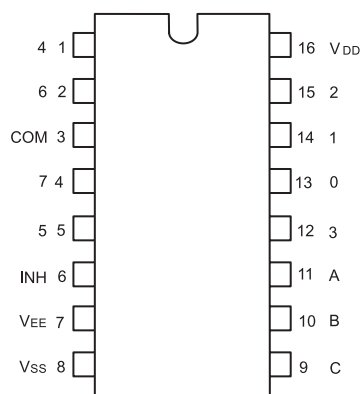 4 1 16 VDD
6 2 15 2
COM 3 14 1
7 4 13 0
5 5 12 3
INH 6 11 A
VEE 7 10 B
VSS 8 9 C